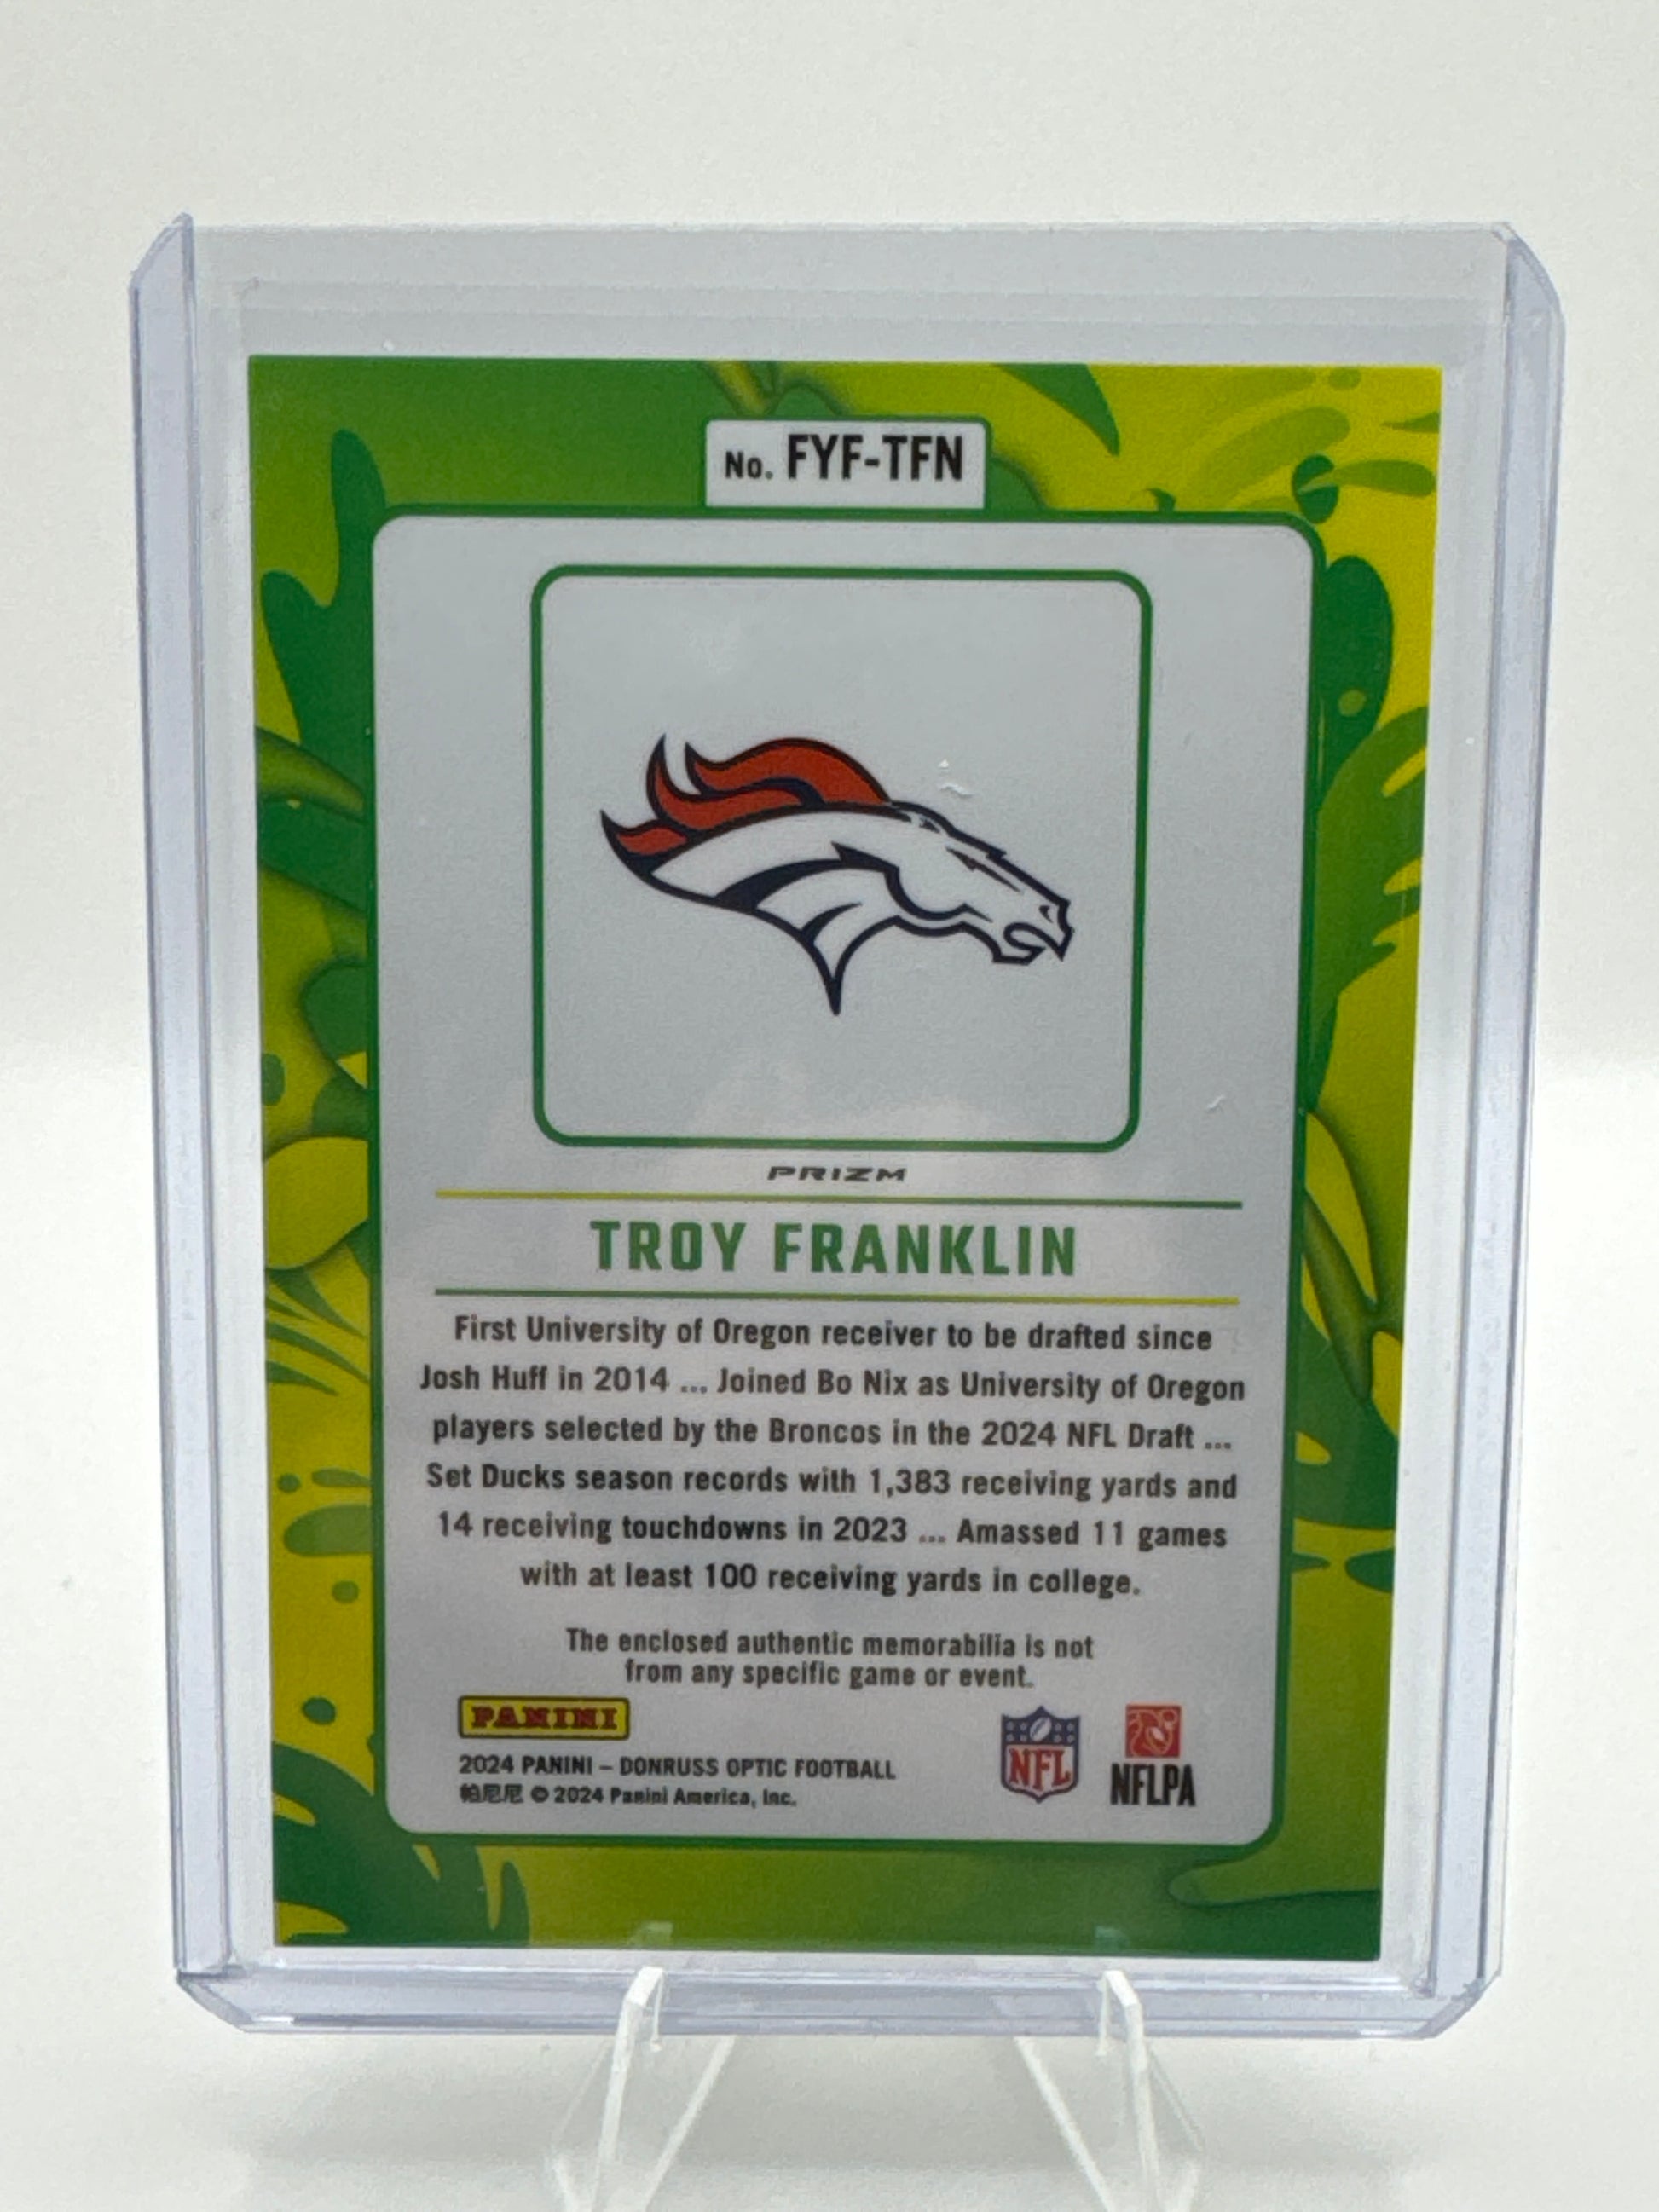 No. FYF-TFN
PRIZM
TROY FRANKLIN
First University of Oregon receiver to be drafted since
Josh Huff in 2014 ... Joined Bo Nix as University of Oregon
players selected by the Broncos in the 2024 NFL Draft ...
Set Ducks season records with 1,383 receiving yards and
14 receiving touchdowns in 2023 ... Amassed 11 games
with at least 100 receiving yards in college.
The enclosed authentic memorabilia is not
from any specific game or event.
PANINI
2024 PANINI – DONRUSS OPTIC FOOTBALL
帕尼尼 © 2024 Panini America, Inc.
NFL
NFLPA